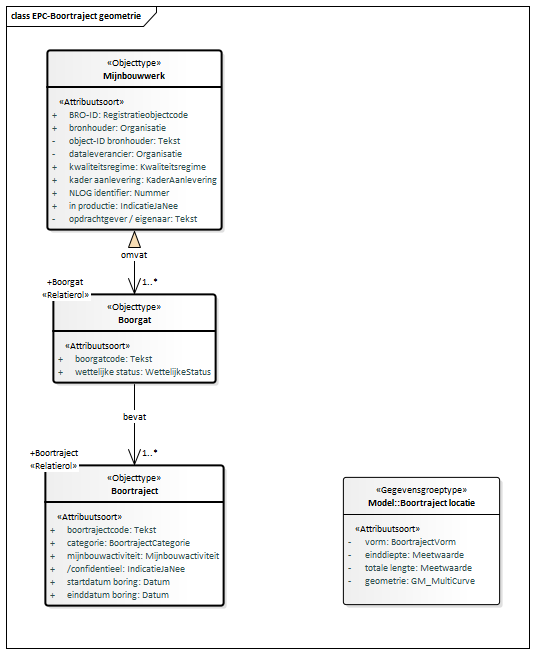 class EPC-Boortraject geometrie
«Objecttype»
Mijnbouwwerk
«Attribuutsoort»
+ BRO-ID: Registratieobjectcode
+ bronhouder: Organisatie
- object-ID bronhouder: Tekst
- dataleverancier: Organisatie
+ kwaliteitsregime: Kwaliteitsregime
+ kader aanlevering: KaderAanlevering
+ NLOG identifier: Nummer
+ in productie: IndicatieJaNee
- opdrachtgever / eigenaar: Tekst
omvat
+Boorgat
1..*
«Relatierol»
«Objecttype»
Boorgat
«Attribuutsoort»
+ boorgatcode: Tekst
+ wettelijke status: WettelijkeStatus
bevat
+Boortraject
1..*
«Relatierol»
«Objecttype»
Boortraject
«Attribuutsoort»
+ boortrajectcode: Tekst
+ categorie: BoortrajectCategorie
+ mijnbouwactiviteit: Mijnbouwactiviteit
+ /confidentieel: IndicatieJaNee
+ startdatum boring: Datum
+ einddatum boring: Datum
«Gegevensgroeptype»
Model::Boortraject locatie
«Attribuutsoort»
- vorm: BoortrajectVorm
- einddiepte: Meetwaarde
- totale lengte: Meetwaarde
- geometrie: GM_MultiCurve